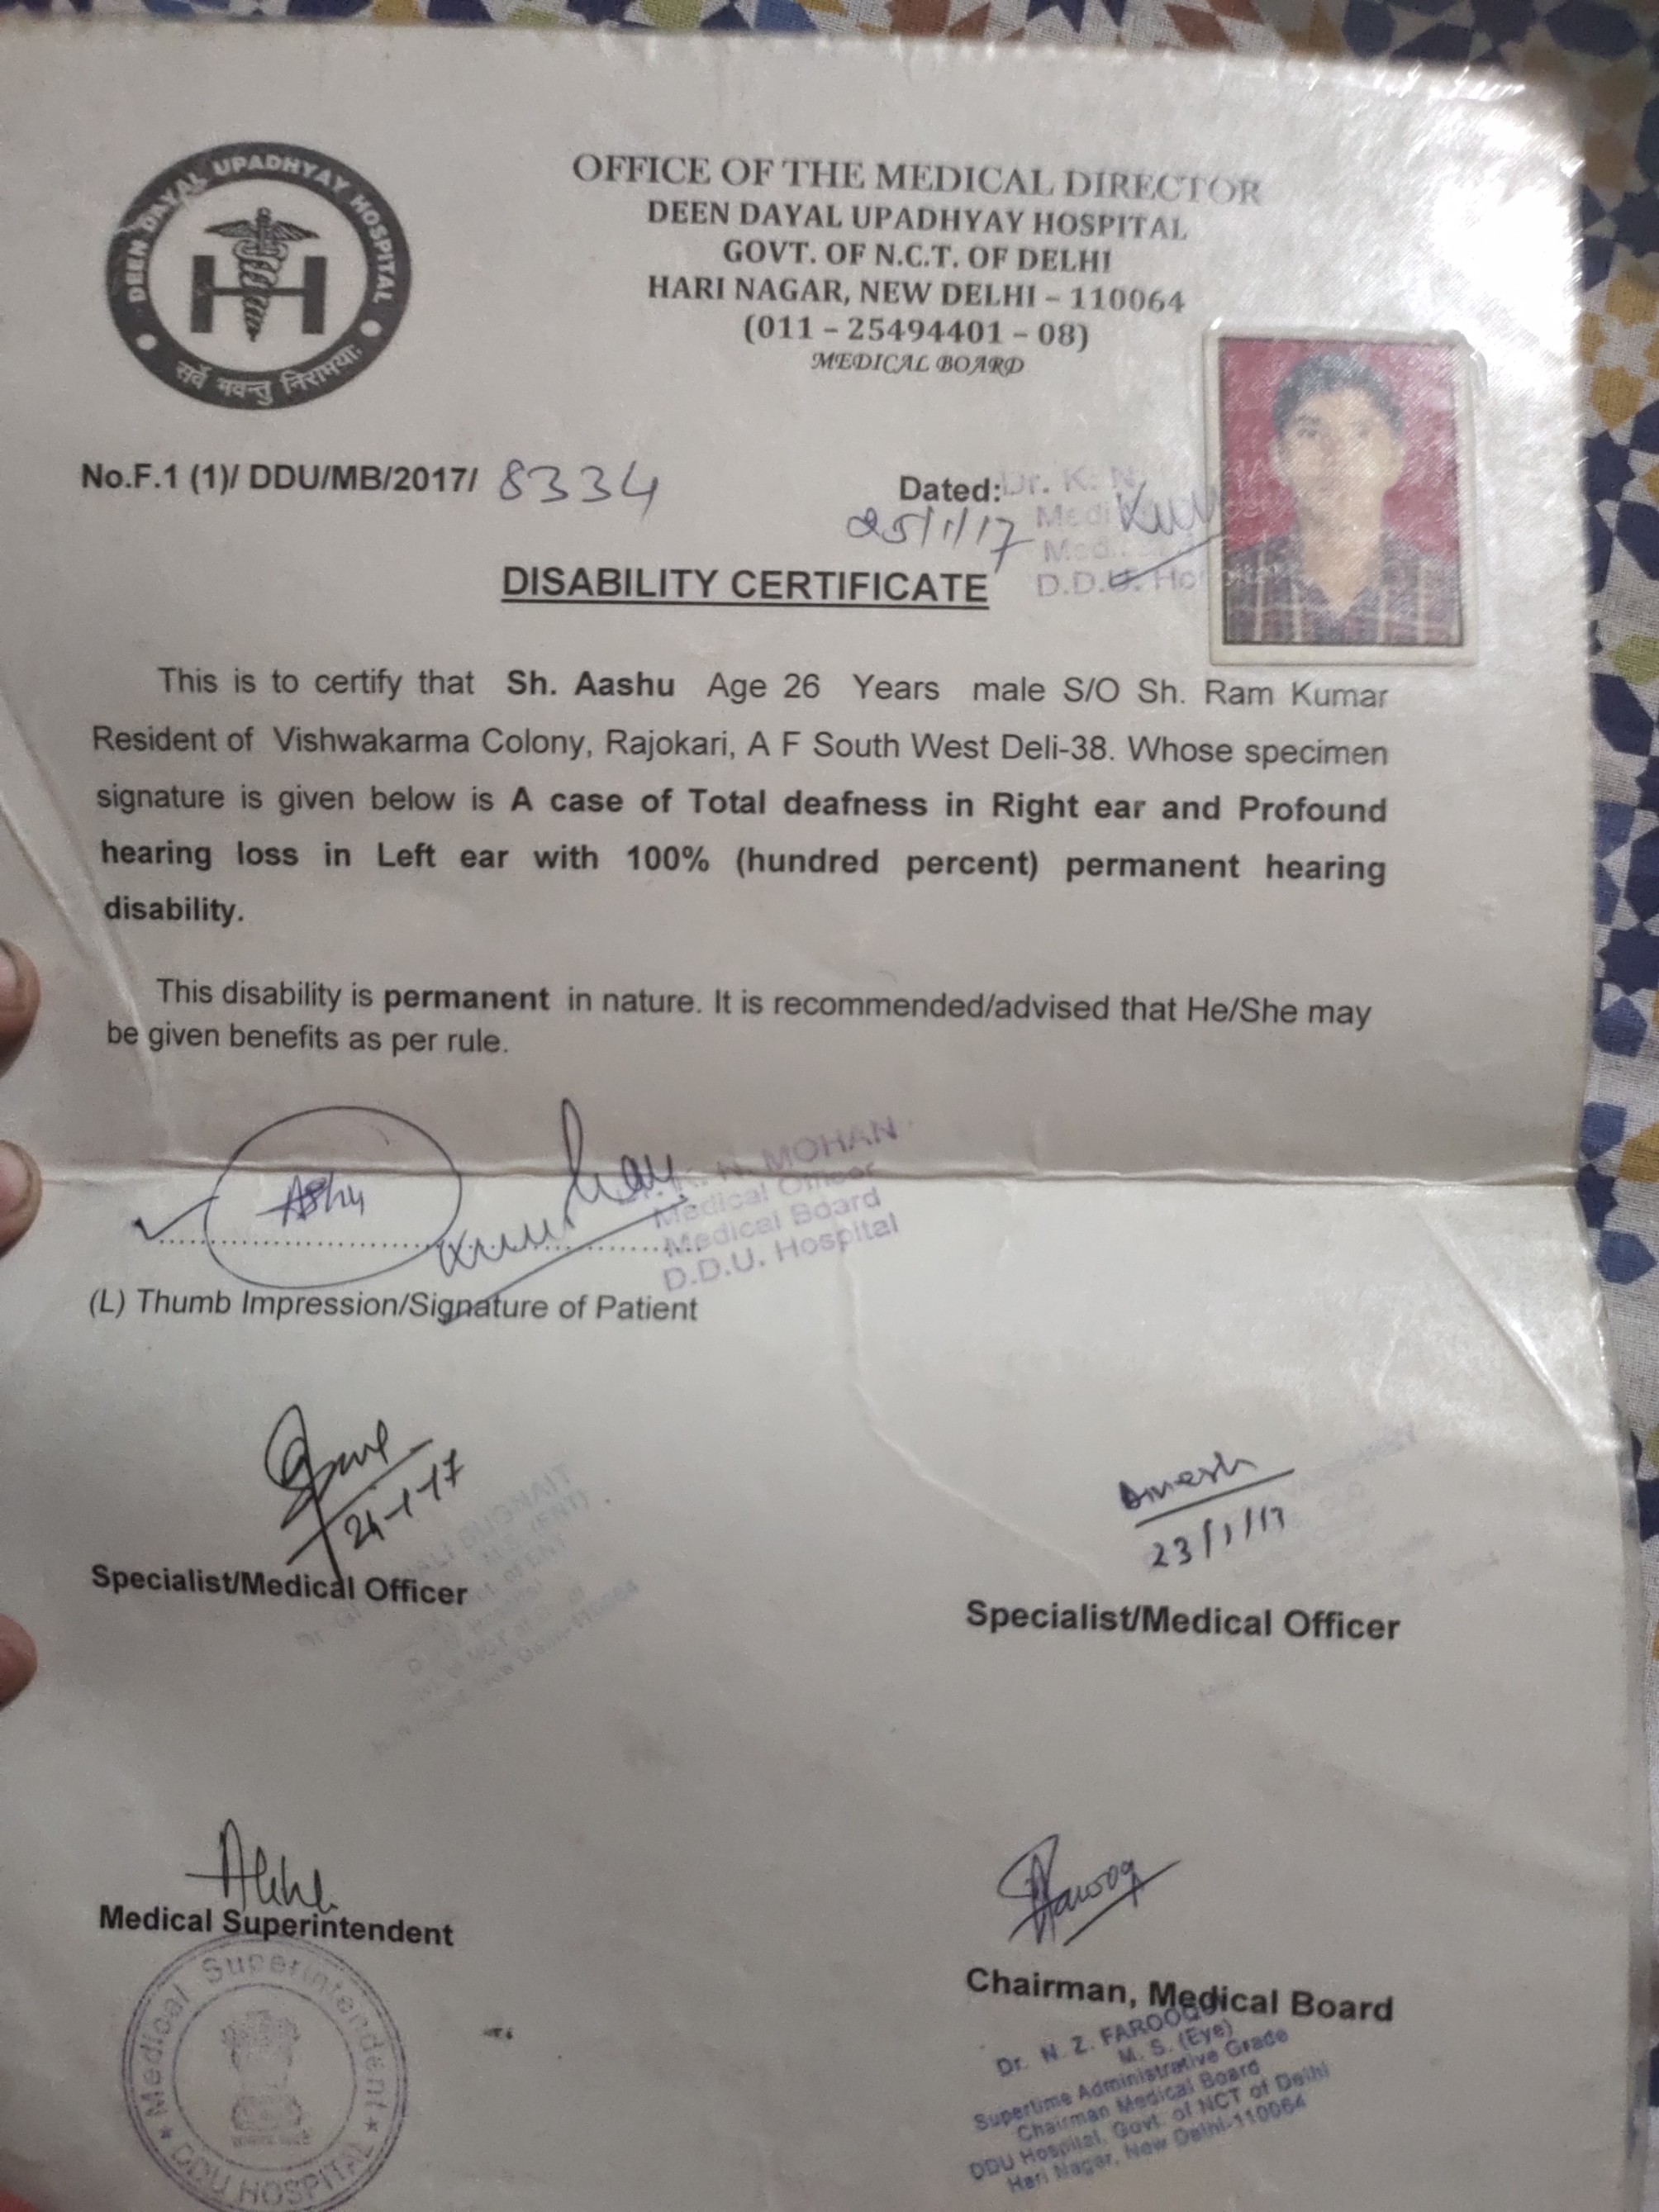 DEEN DAYAL UPADHYAY HOSPITAL
H
सर्वे भवन्तु निरामयाः
OFFICE OF THE MEDICAL DIRECTOR
DEEN DAYAL UPADHYAY HOSPITAL
GOVT. OF N.C.T. OF DELHI
HARI NAGAR, NEW DELHI – 110064
(011 – 25494401 – 08)
MEDICAL BOARD
No.F.1 (1)/ DDU/MB/2017/ 8334
Dated:
25/1/17
Dr. K. N.
Medi
Med
D.D.U. Ho
DISABILITY CERTIFICATE
This is to certify that Sh. Aashu Age 26 Years male S/O Sh. Ram Kumar
Resident of Vishwakarma Colony, Rajokari, A F South West Deli-38. Whose specimen
signature is given below is A case of Total deafness in Right ear and Profound
hearing loss in Left ear with 100% (hundred percent) permanent hearing
disability.
This disability is permanent in nature. It is recommended/advised that He/She may
be given benefits as per rule.
Ashu
K. N. MOHAN
Medical Officer
Medical Board
D.D.U. Hospital
(L) Thumb Impression/Signature of Patient
24-1-17
Specialist/Medical Officer
23/1/17
Specialist/Medical Officer
Medical Superintendent
Medical Superintendent
DDU HOSPITAL
Chairman, Medical Board
Dr. N. Z. FAROOQUI
M. S. (Eye)
Supertime Administrative Grade
Chairman Medical Board
DDU Hospital, Govt. of NCT of Delhi
Hari Nagar, New Delhi-110064